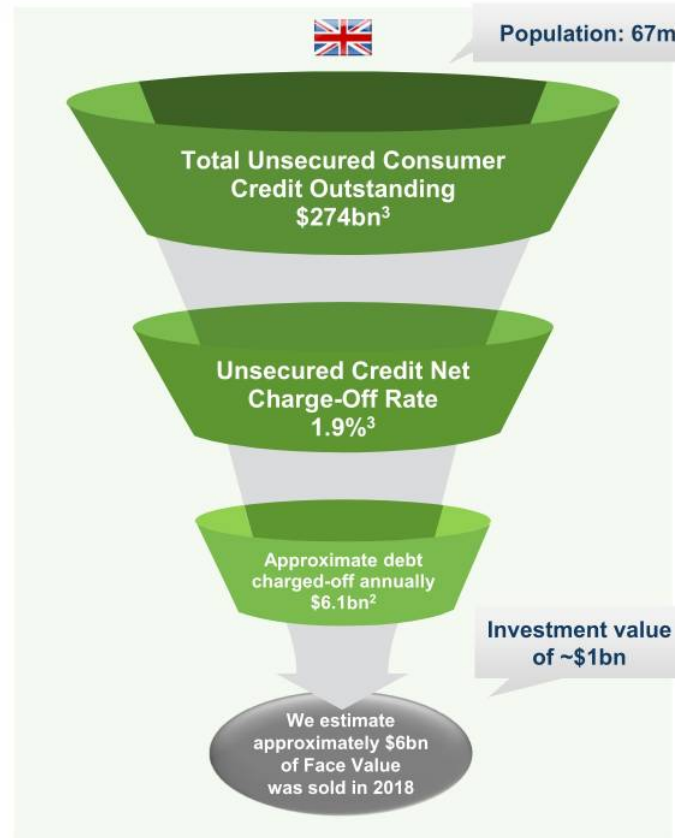 Population: 67m
Total Unsecured Consumer
Credit Outstanding
$274bn³
Unsecured Credit Net
Charge-Off Rate
1.9%³
Approximate debt
charged-off annually
$6.1bn²
Investment value
of ~$1bn
We estimate
approximately $6bn
of Face Value
was sold in 2018